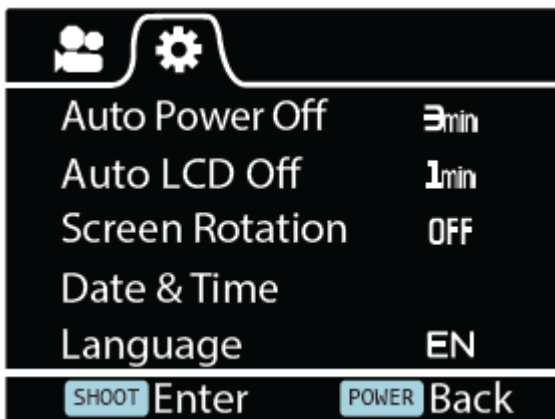 Auto Power Off 3min
Auto LCD Off 1min
Screen Rotation OFF
Date & Time
Language EN
SHOOT Enter POWER Back